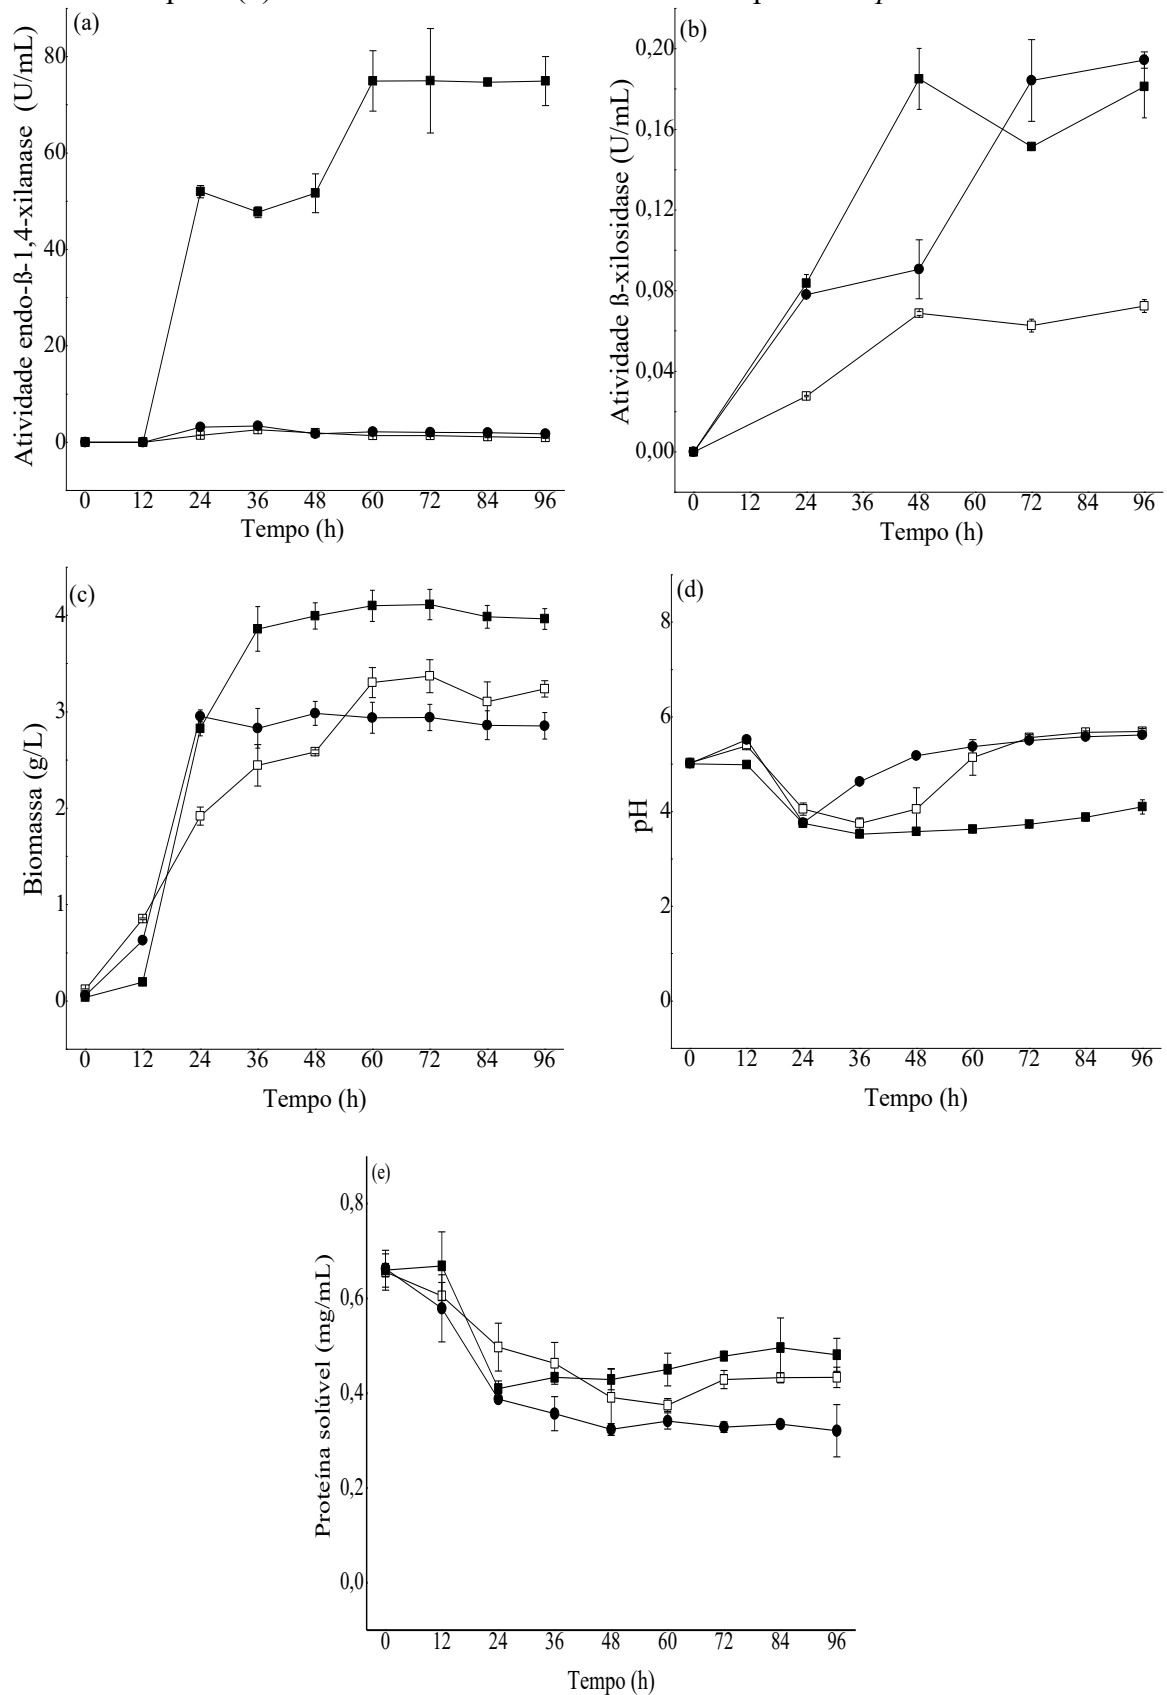 (a)
Atividade endo-ß-1,4-xilanase (U/mL)
80
60
40
20
0
0 12 24 36 48 60 72 84 96
Tempo (h)
(b)
Atividade ß-xilosidase (U/mL)
0,20
0,16
0,12
0,08
0,04
0,00
0 12 24 36 48 60 72 84 96
Tempo (h)
(c)
Biomassa (g/L)
4
3
2
1
0
0 12 24 36 48 60 72 84 96
Tempo (h)
(d)
pH
8
6
4
2
0
0 12 24 36 48 60 72 84 96
Tempo (h)
(e)
Proteína solúvel (mg/mL)
0,8
0,6
0,4
0,2
0,0
0 12 24 36 48 60 72 84 96
Tempo (h)